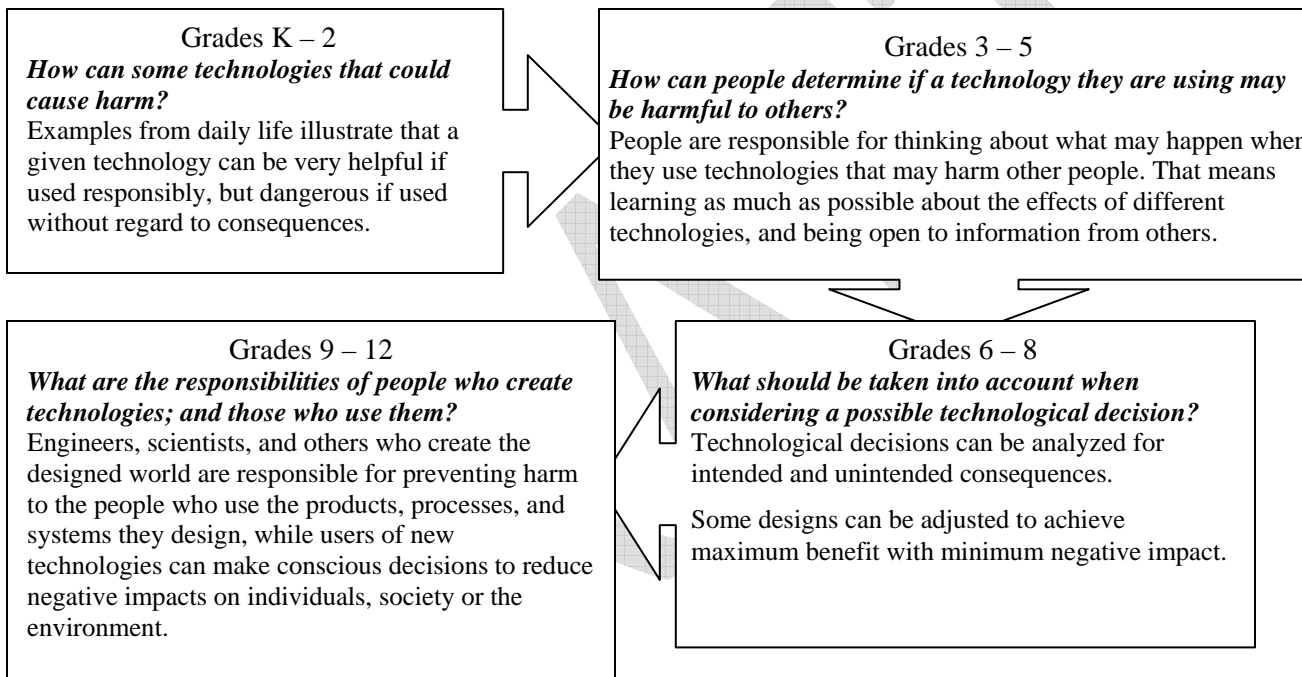 Grades K – 2
How can some technologies that could
cause harm?
Examples from daily life illustrate that a
given technology can be very helpful if
used responsibly, but dangerous if used
without regard to consequences.
Grades 3 – 5
How can people determine if a technology they are using may
be harmful to others?
People are responsible for thinking about what may happen when
they use technologies that may harm other people. That means
learning as much as possible about the effects of different
technologies, and being open to information from others.
Grades 6 – 8
What should be taken into account when
considering a possible technological decision?
Technological decisions can be analyzed for
intended and unintended consequences.
Some designs can be adjusted to achieve
maximum benefit with minimum negative impact.
Grades 9 – 12
What are the responsibilities of people who create
technologies; and those who use them?
Engineers, scientists, and others who create the
designed world are responsible for preventing harm
to the people who use the products, processes, and
systems they design, while users of new
technologies can make conscious decisions to reduce
negative impacts on individuals, society or the
environment.